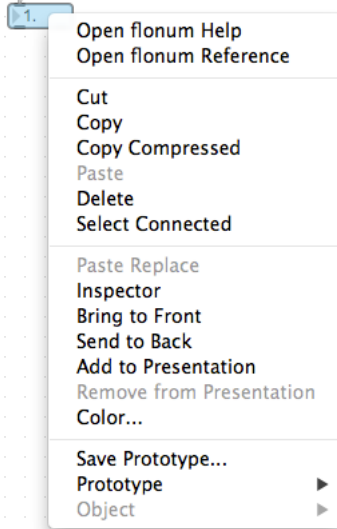 1.
Open flonum Help
Open flonum Reference
Cut
Copy
Copy Compressed
Paste
Delete
Select Connected
Paste Replace
Inspector
Bring to Front
Send to Back
Add to Presentation
Remove from Presentation
Color...
Save Prototype...
Prototype
Object